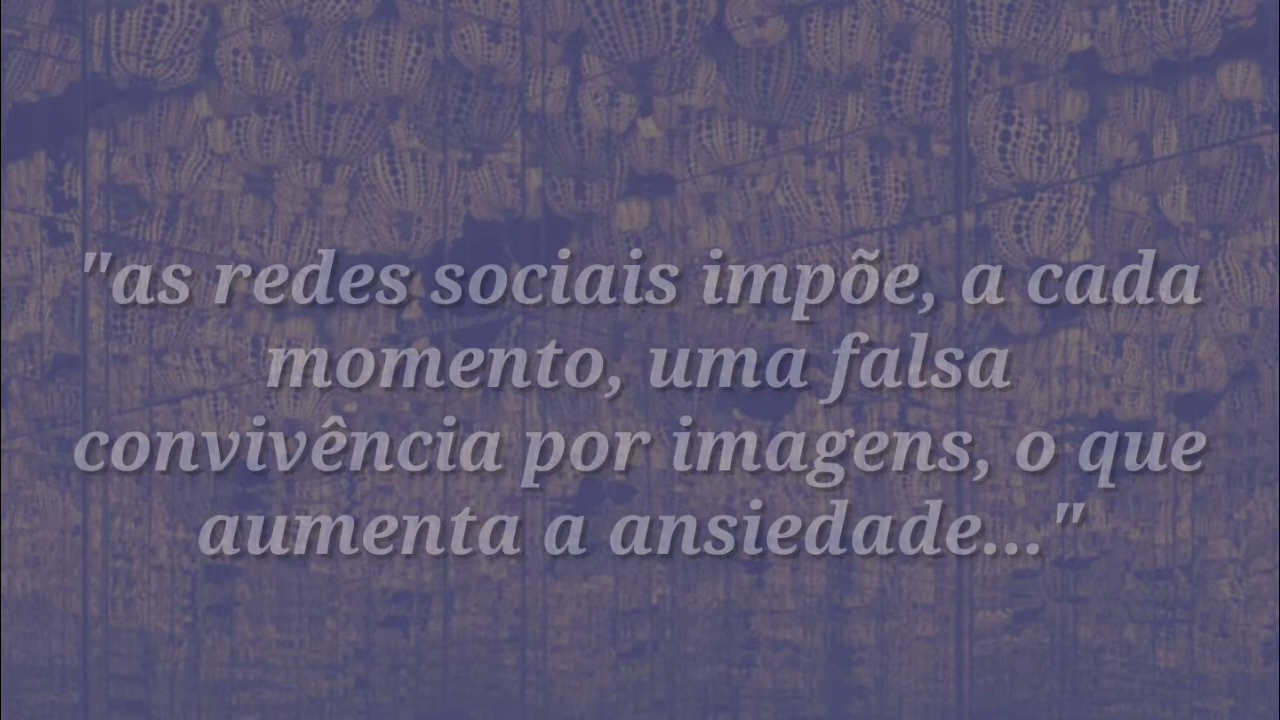 "as redes sociais impõe, a cada
momento, uma falsa
convivência por imagens, o que
aumenta a ansiedade..."